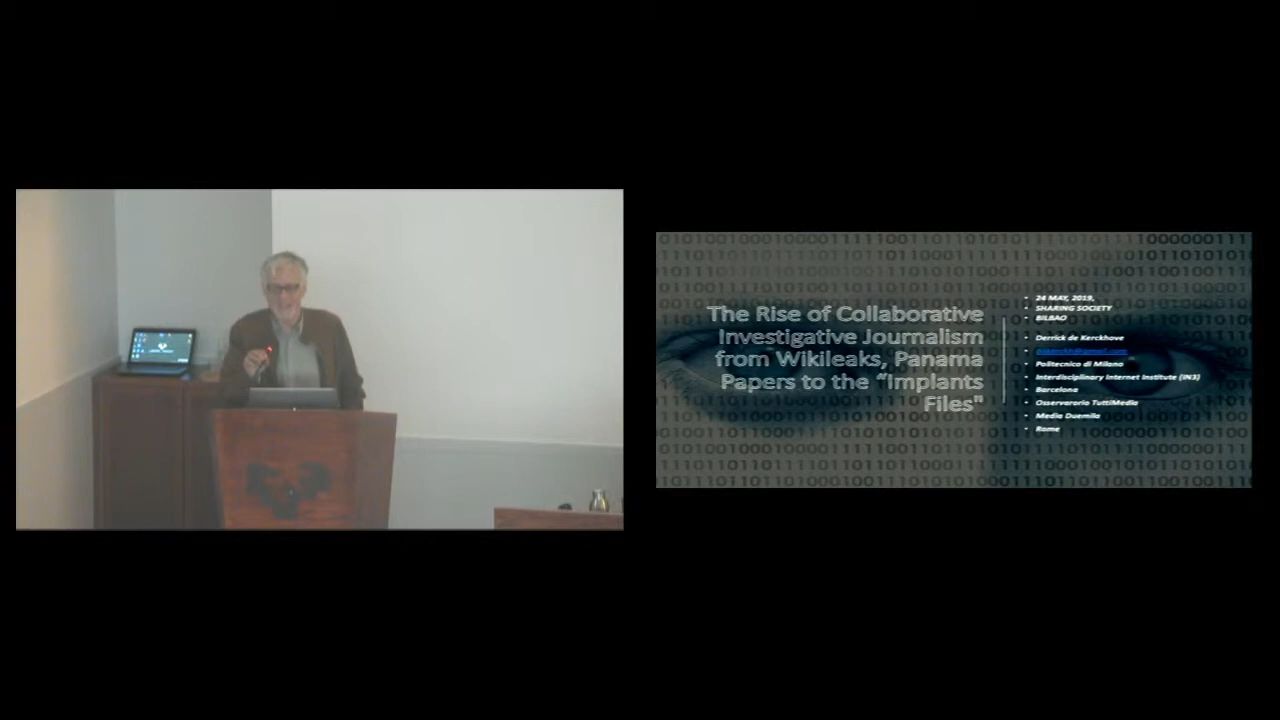 The Rise of Collaborative
Investigative Journalism
from Wikileaks, Panama
Papers to the “Implants
Files"
• 24 MAY, 2019,
• SHARING SOCIETY
• BILBAO
• Derrick de Kerckhove
• Politecnico di Milano
• Interdisciplinary Internet Institute (IN3)
• Barcelona
• Osservarorio TuttiMedia
• Media Duemila
• Rome